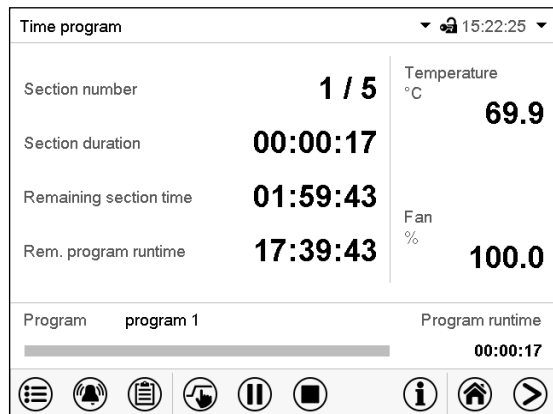 Time program 15:22:25
Section number 1 / 5
Section duration 00:00:17
Remaining section time 01:59:43
Rem. program runtime 17:39:43
Temperature
°C
69.9
Fan
%
100.0
Program program 1 Program runtime
00:00:17